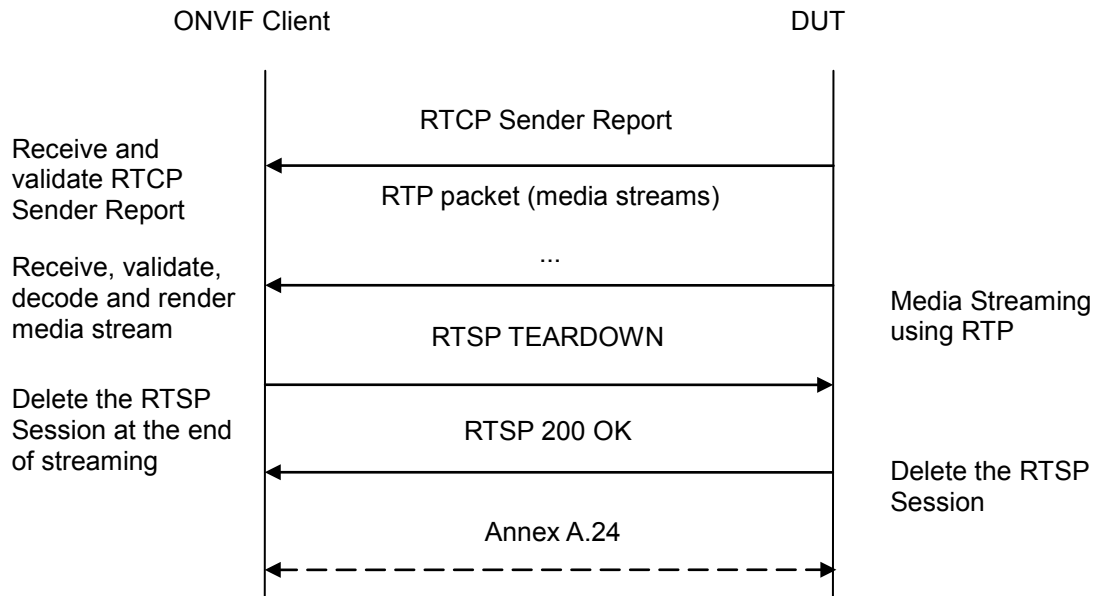 ONVIF Client
DUT
RTCP Sender Report
Receive and
validate RTCP
Sender Report
RTP packet (media streams)
Receive, validate,
decode and render
media stream
...
Media Streaming
using RTP
RTSP TEARDOWN
Delete the RTSP
Session at the end
of streaming
RTSP 200 OK
Delete the RTSP
Session
Annex A.24